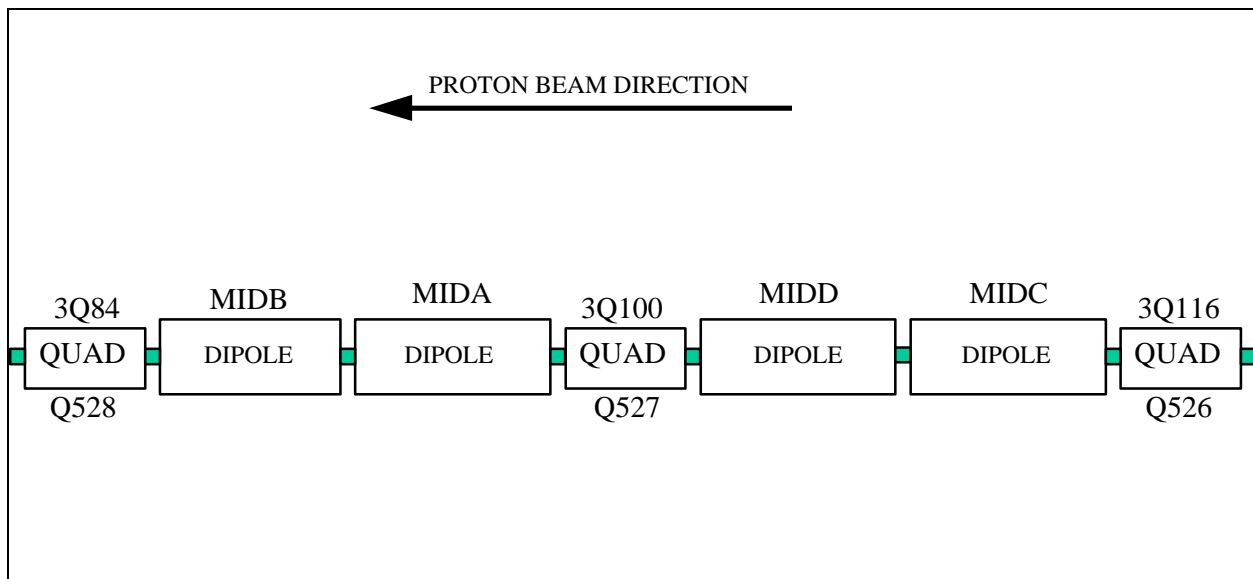 PROTON BEAM DIRECTION
3Q84
MIDB
MIDA
3Q100
MIDD
MIDC
3Q116
QUAD
DIPOLE
DIPOLE
QUAD
DIPOLE
DIPOLE
QUAD
Q528
Q527
Q526